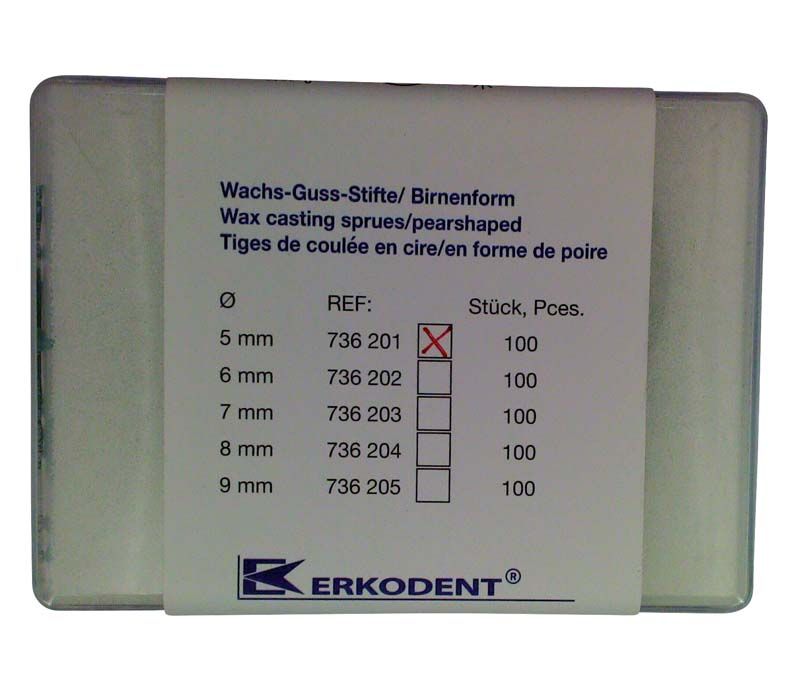 Wachs-Guss-Stifte/ Birnenform
Wax casting sprues/pearshaped
Tiges de coulée en cire/en forme de poire
Ø REF: Stück, Pces.
5 mm 736 201 100
6 mm 736 202 100
7 mm 736 203 100
8 mm 736 204 100
9 mm 736 205 100
ERKODENT®